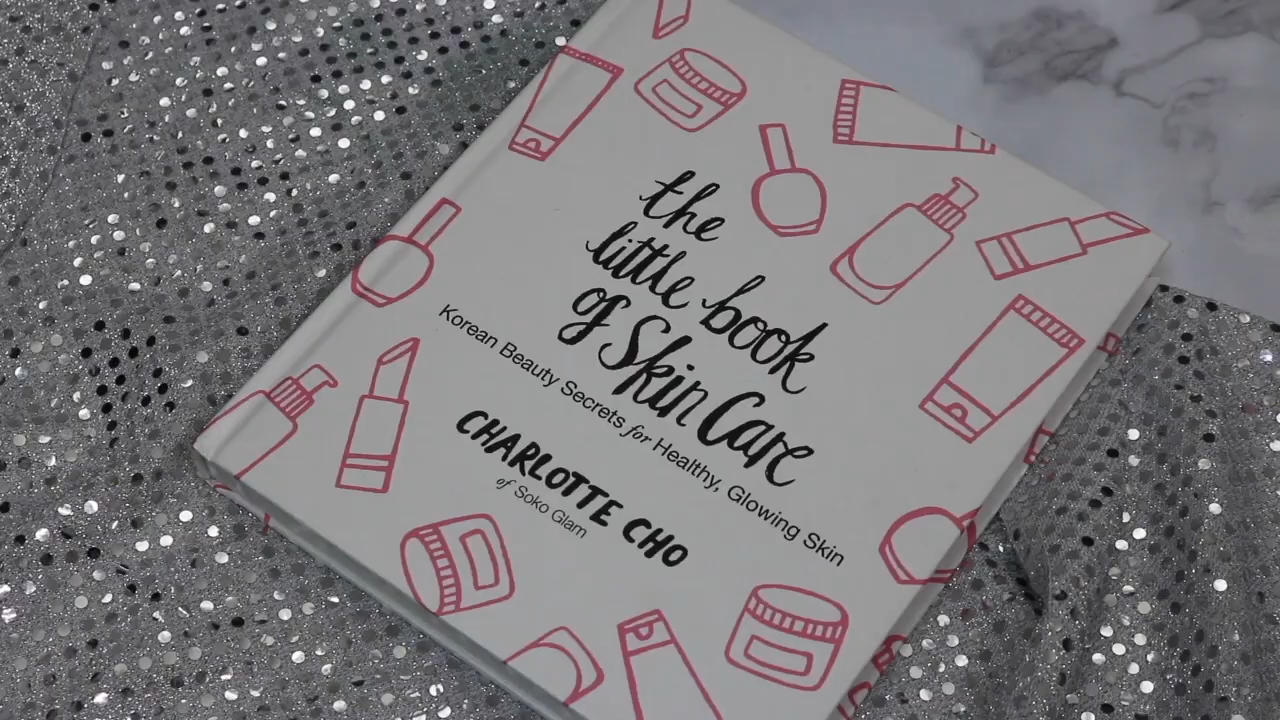 the
little book
of Skin Care
Korean Beauty Secrets for Healthy, Glowing Skin
CHARLOTTE CHO
of Soko Glam